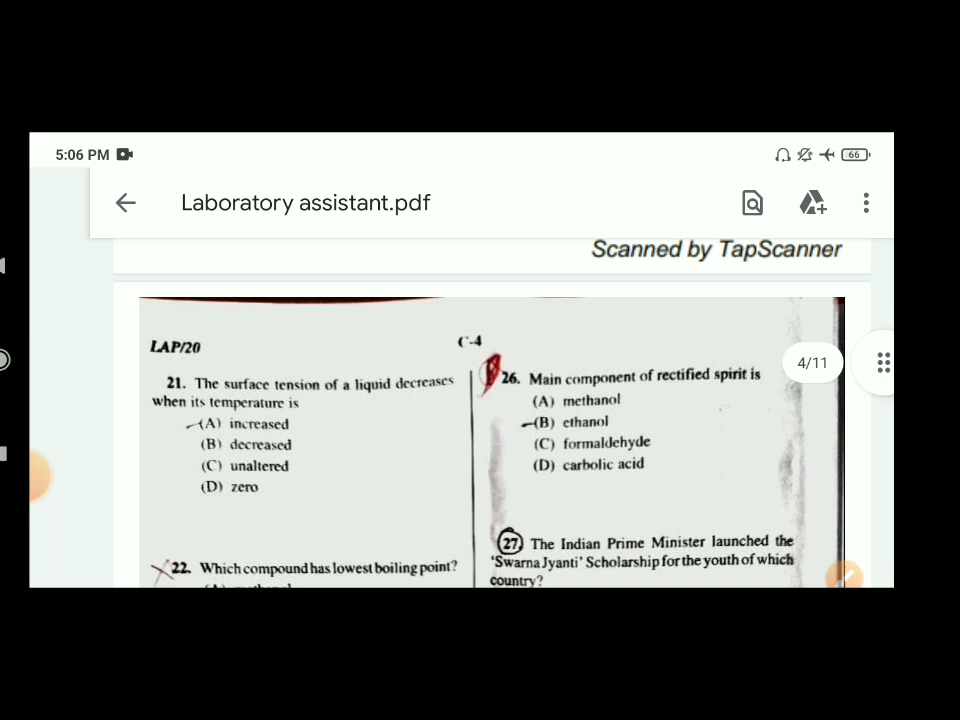 5:06 PM
66
Laboratory assistant.pdf
Scanned by TapScanner
LAP/20
C-4
4/11
21. The surface tension of a liquid decreases
when its temperature is
(A) increased
(B) decreased
(C) unaltered
(D) zero
22. Which compound has lowest boiling point?
26. Main component of rectified spirit is
(A) methanol
(B) ethanol
(C) formaldehyde
(D) carbolic acid
27. The Indian Prime Minister launched the
'Swarna Jyanti' Scholarship for the youth of which
country?